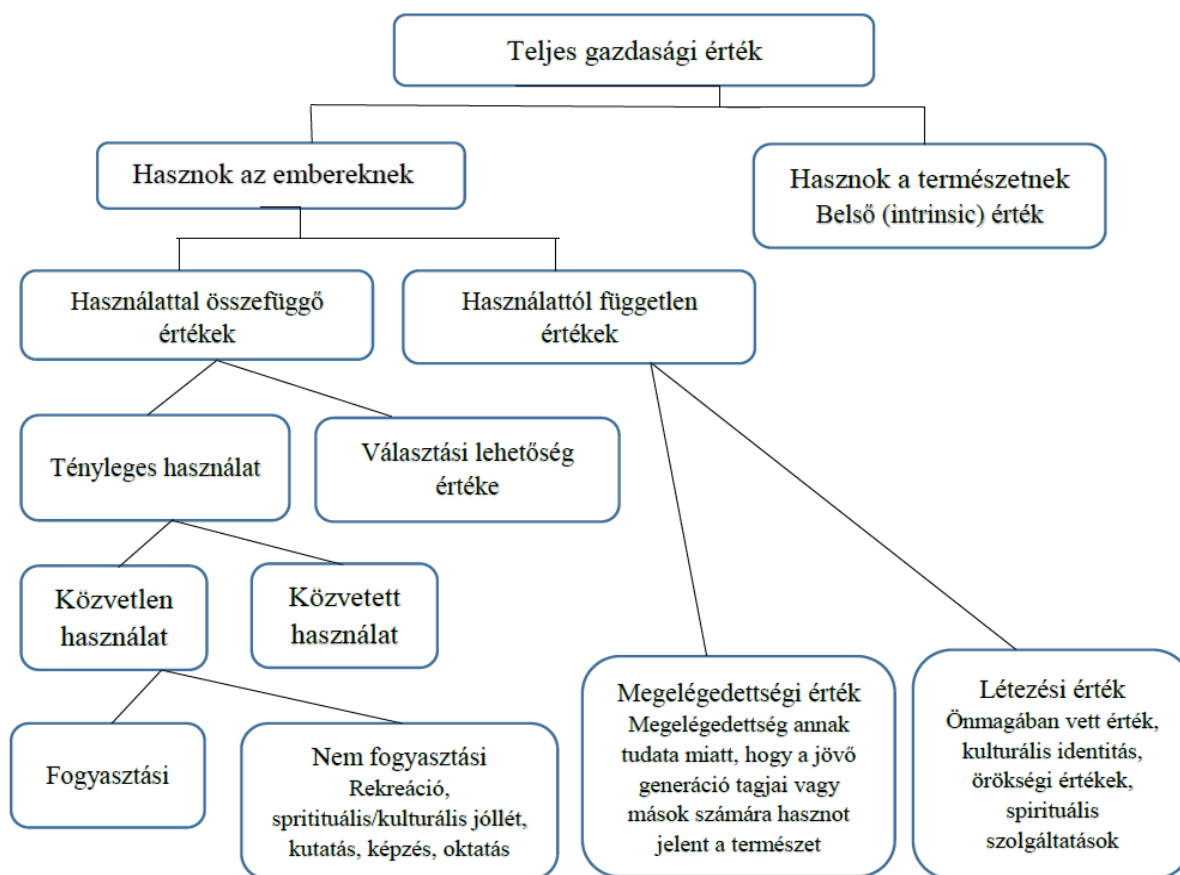 Teljes gazdasági érték
Hasznok az embereknek
Hasznok a természetnek
Belső (intrinsic) érték
Használattal összefüggő
értékek
Használattól független
értékek
Tényleges használat
Választási lehetőség
értéke
Közvetlen
használat
Közvetett
használat
Fogyasztási
Nem fogyasztási
Rekreáció,
spritituális/kulturális jóllét,
kutatás, képzés, oktatás
Megelégedettségi érték
Megelégedettség annak
tudata miatt, hogy a jövő
generáció tagjai vagy
mások számára hasznot
jelent a természet
Létezési érték
Önmagában vett érték,
kulturális identitás,
örökségi értékek,
spirituális
szolgáltatások